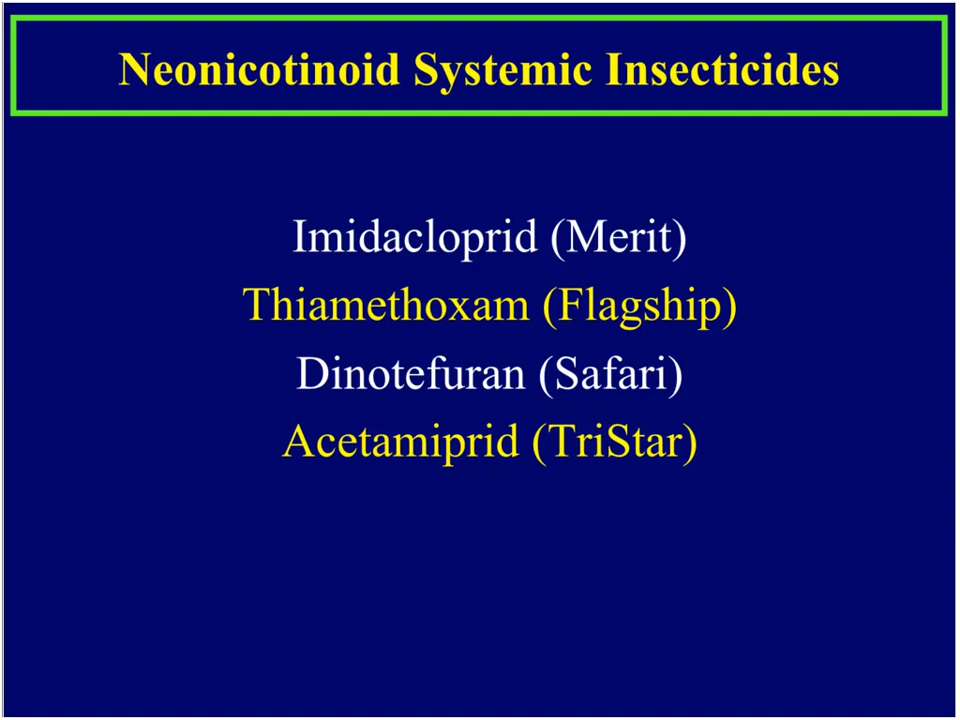 Neonicotinoid Systemic Insecticides
Imidacloprid (Merit)
Thiamethoxam (Flagship)
Dinotefuran (Safari)
Acetamiprid (TriStar)